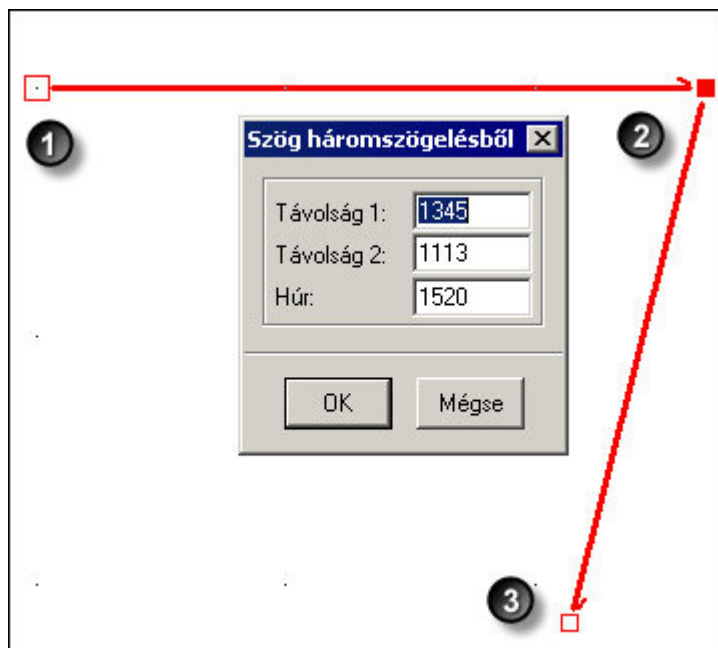 1
2
Szög háromszögelésből
Távolság 1: 1345
Távolság 2: 1113
Húr: 1520
OK Mégse
3